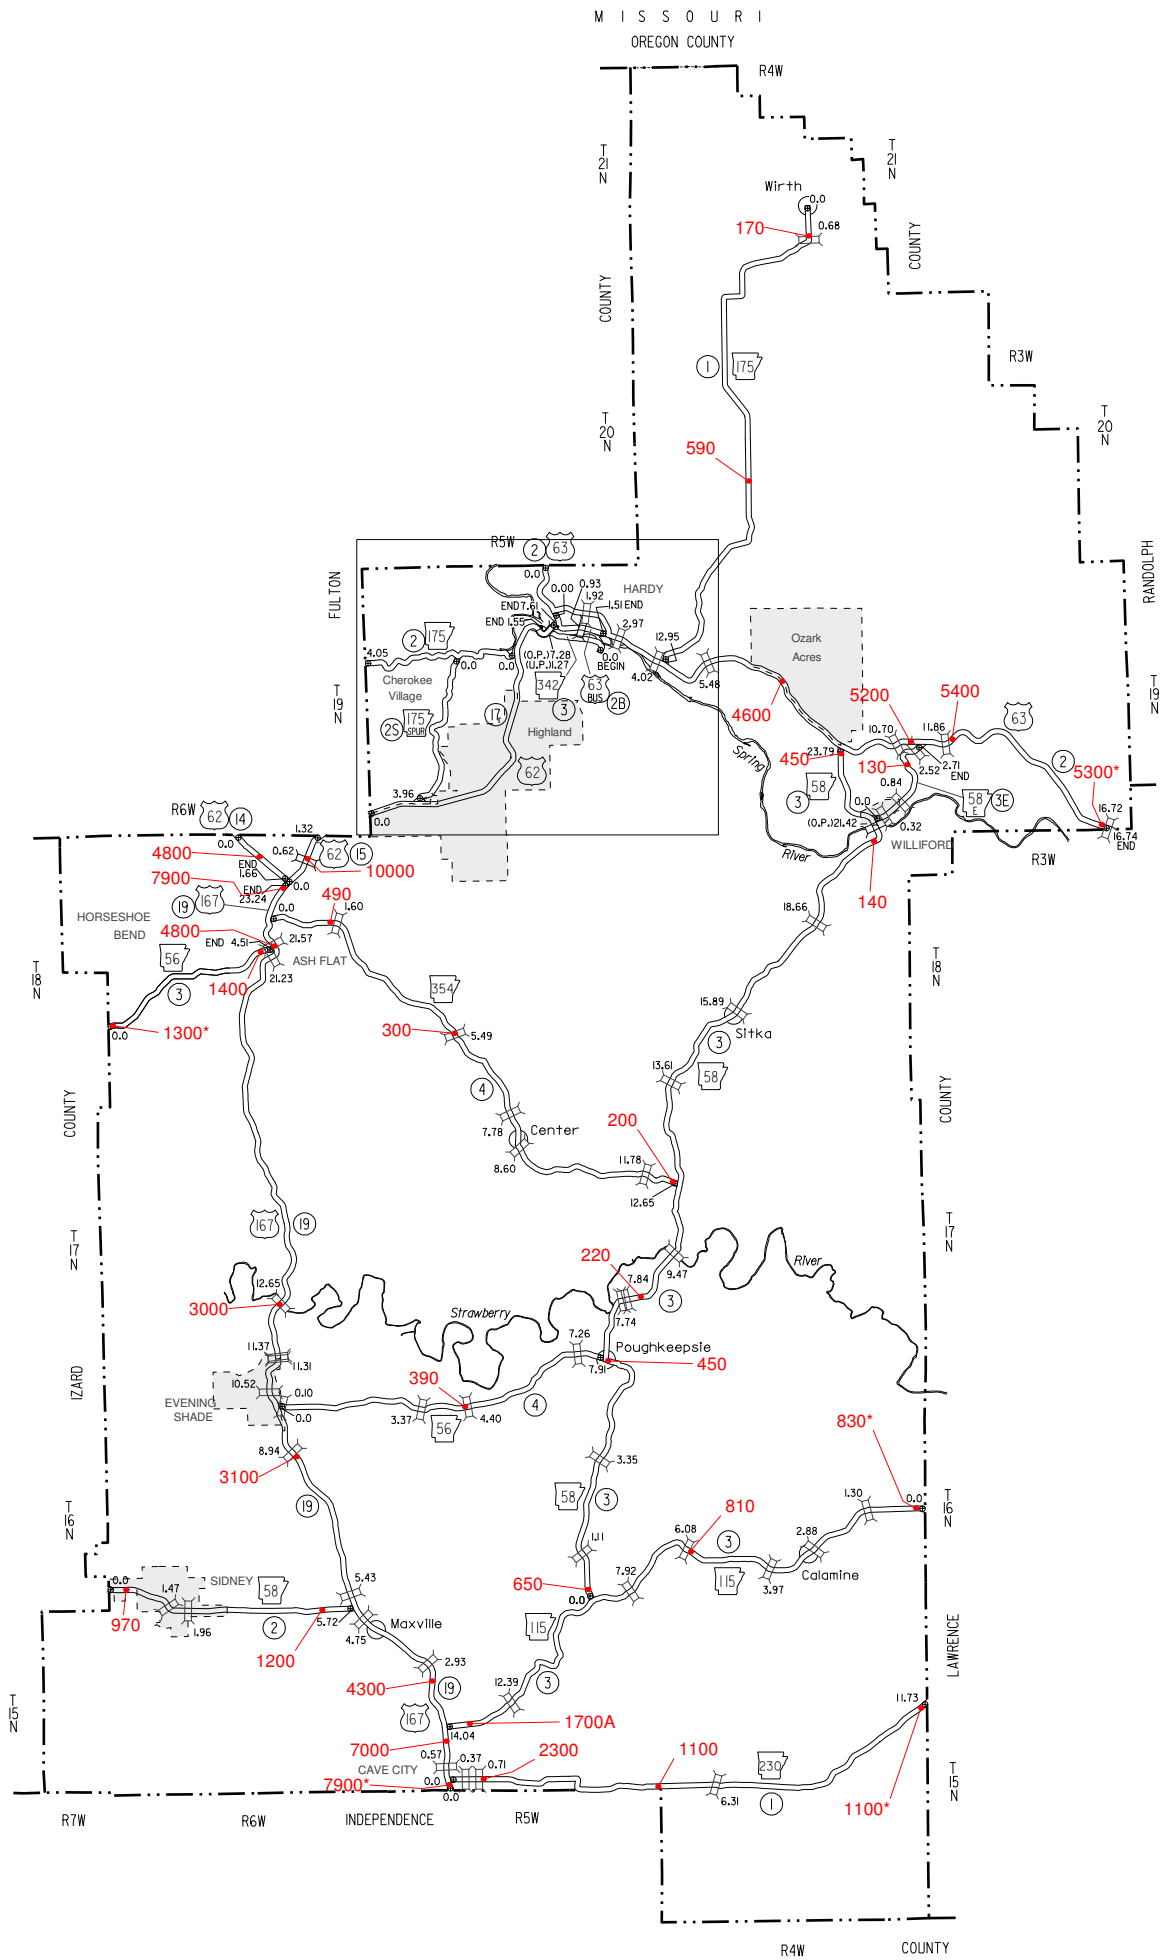 MISSOURI
OREGON COUNTY
R4W
T
21
N
T
21
N
Wirth
0.0
170
0.68
COUNTY
COUNTY
1
175
R3W
T
20
N
T
20
N
590
R5W
2
63
0.0
FULTON
RANDOLPH
0.93
HARDY
0.00
1.92
END 7.61
1.51 END
END 1.55
2.97
2
175
4.05
0.0
0.0
(O.P.)7.28
(U.P.)1.27
0.0
BEGIN
12.95
4.02
5.48
Ozark
Acres
Cherokee
Village
342
3
63
BUS
2B
T
19
N
T
19
N
2S
175
SPUR
17
Highland
62
4600
5200
5400
63
Spring
10.70
11.86
23.79
450
130
2.52
2.71
END
2
58
3
0.84
58
E
3E
5300*
3.96
0.0
0.0
(O.P.)21.42
0.32
16.72
16.74
END
R6W
62
14
1.32
0.0
62
15
River
WILLIFORD
R3W
4800
0.62
END
1.66
10000
7900
END
23.24
0.0
140
490
19
167
0.0
1.60
HORSESHOE
BEND
4800
END 4.51
21.57
ASH FLAT
18.66
56
3
1400
21.23
T
18
N
T
18
N
354
1300*
0.0
300
5.49
15.89
Sitka
3
58
13.61
COUNTY
COUNTY
4
7.78
Center
8.60
200
11.78
12.65
167
19
T
17
N
T
17
N
220
River
9.47
12.65
7.84
3000
3
Strawberry
7.74
7.26
Poughkeepsie
11.37
11.31
7.91
450
10.52
0.10
390
IZARD
EVENING
SHADE
0.0
3.37
56
4.40
4
830*
8.94
3100
3.35
19
58
3
1.30
0.0
T
16
N
T
16
N
810
6.08
3
2.88
1.11
115
3.97
Calamine
SIDNEY
0.0
1.47
58
5.43
650
0.0
7.92
970
1.96
2
1200
5.72
4.75
Maxville
115
3
2.93
12.39
4300
19
LAWRENCE
T
15
N
167
14.04
1700A
11.73
7000
0.57
0.37
0.71
2300
1100
230
CAVE CITY
7900*
0.0
0.0
6.31
1
1100*
T
15
N
R7W
R6W
INDEPENDENCE
R5W
R4W
COUNTY